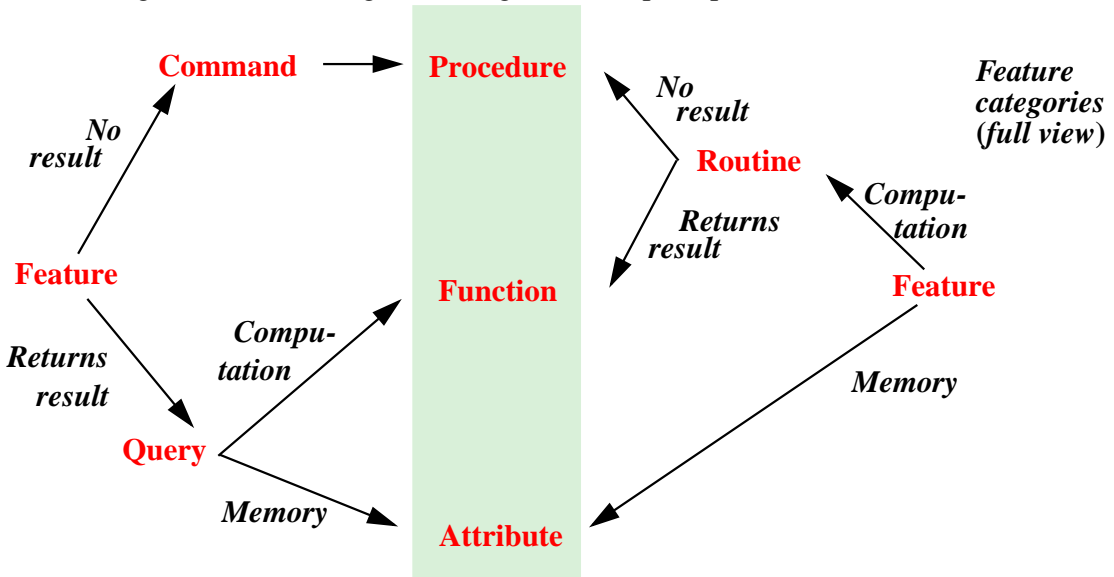 Command
Procedure
Feature
categories
(full view)
No
result
No
result
Routine
Compu-
tation
Returns
result
Feature
Function
Feature
Compu-
tation
Returns
result
Memory
Query
Memory
Attribute